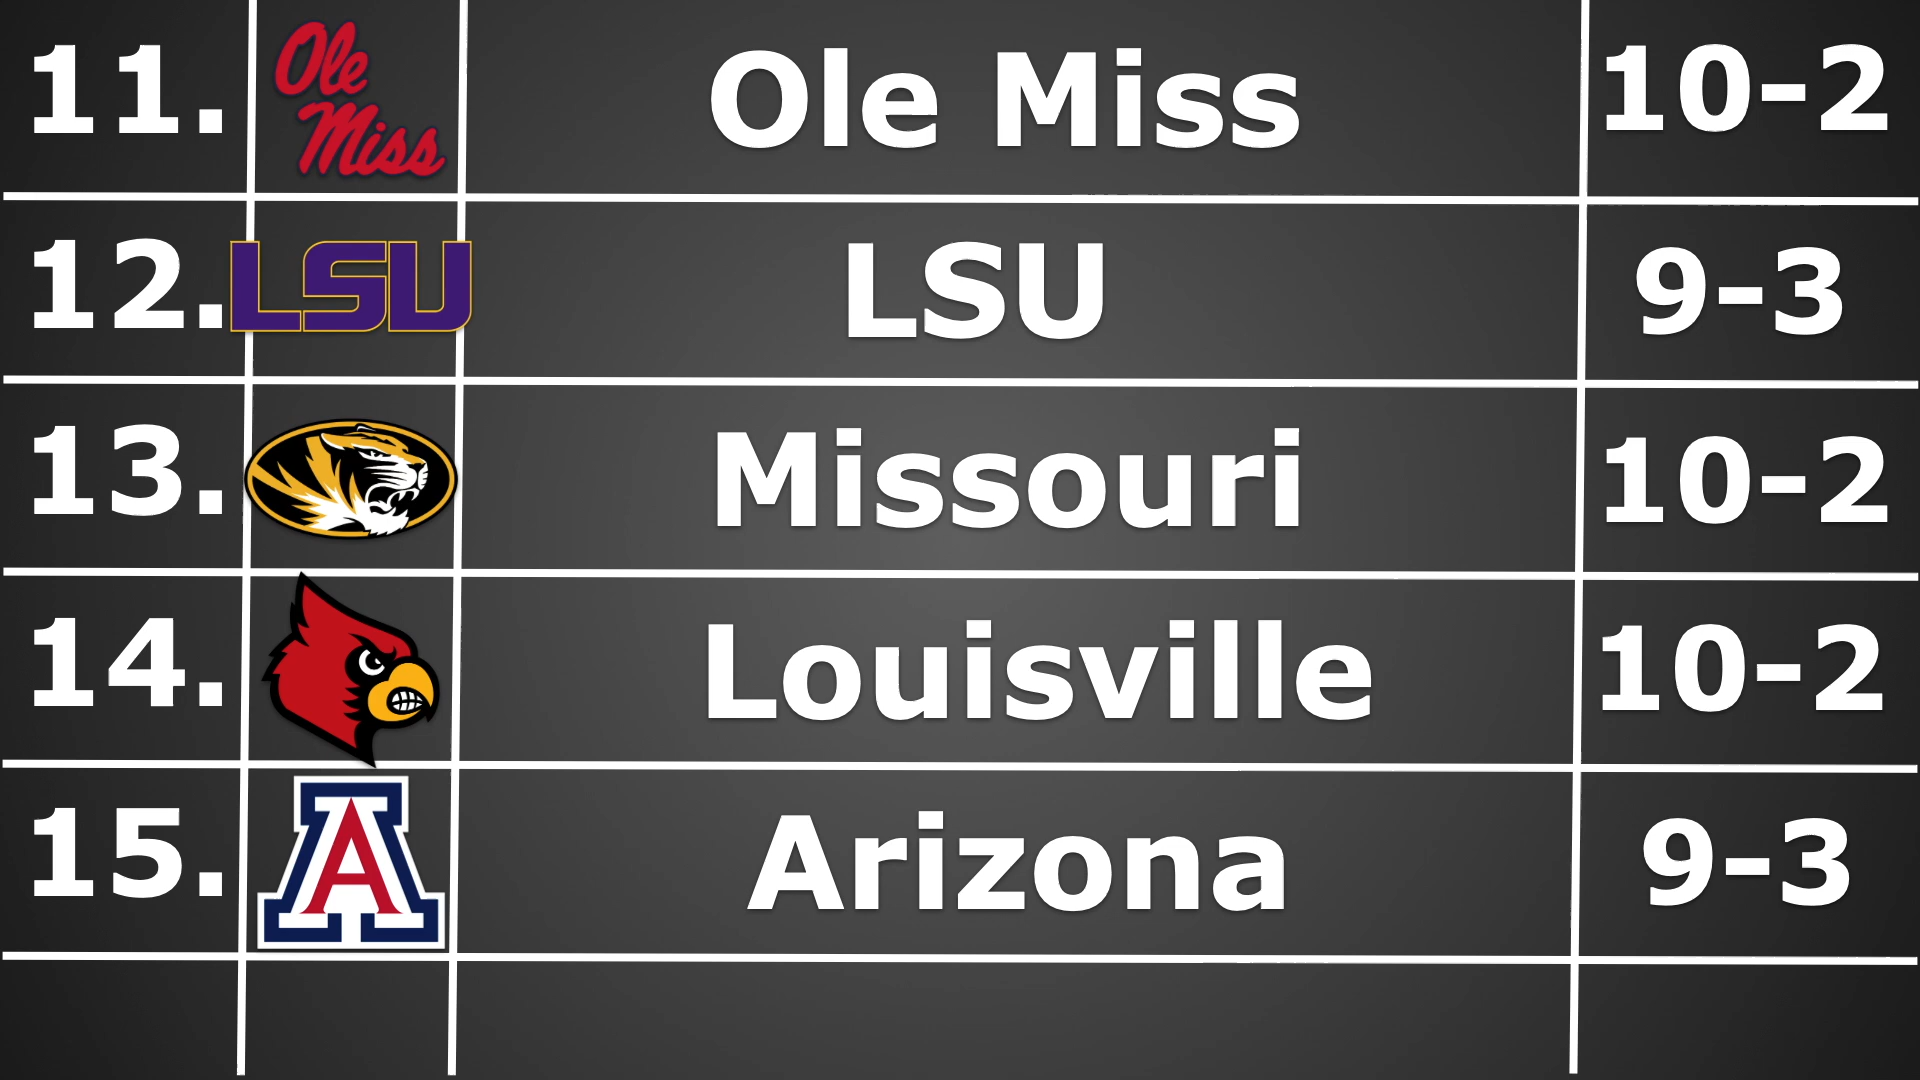 11. Ole Miss Ole Miss 10-2
12. LSU LSU 9-3
13. Missouri 10-2
14. Louisville 10-2
15. A Arizona 9-3